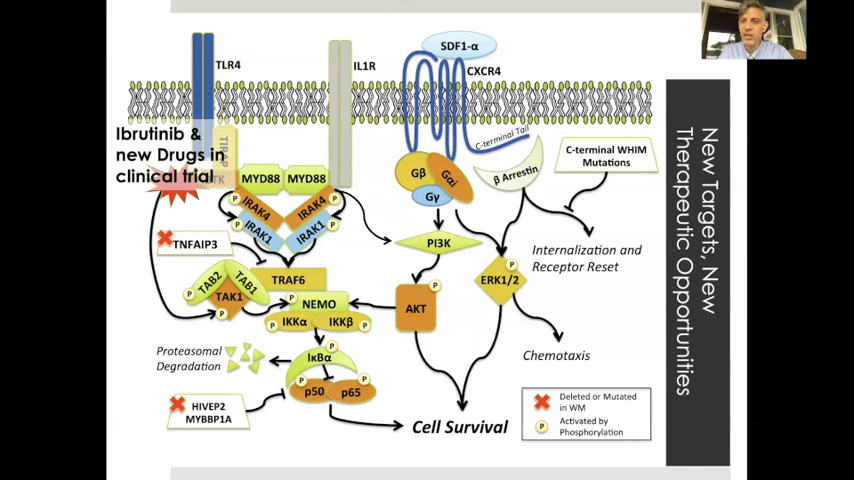 SDF1-α
TLR4
IL1R
CXCR4
Ibrutinib &
new Drugs in
clinical trial
TIRAP
TK
MYD88
MYD88
C-terminal Tail
β Arrestin
C-terminal WHIM
Mutations
Gβ
Gαi
Gγ
P
IRAK4
IRAK4
P
P
IRAK1
IRAK1
P
TNFAIP3
PI3K
Internalization and
Receptor Reset
TRAF6
P
ERK1/2
TAB2
TAB1
TAK1
P
P
P
NEMO
P
AKT
P
IKKα
IKKβ
P
Proteasomal
Degradation
P
IκBα
Chemotaxis
P
p50
p65
P
HIVEP2
MYBBP1A
Cell Survival
Deleted or Mutated
in WM
P
Activated by
Phosphorylation
New Targets, New
Therapeutic Opportunities